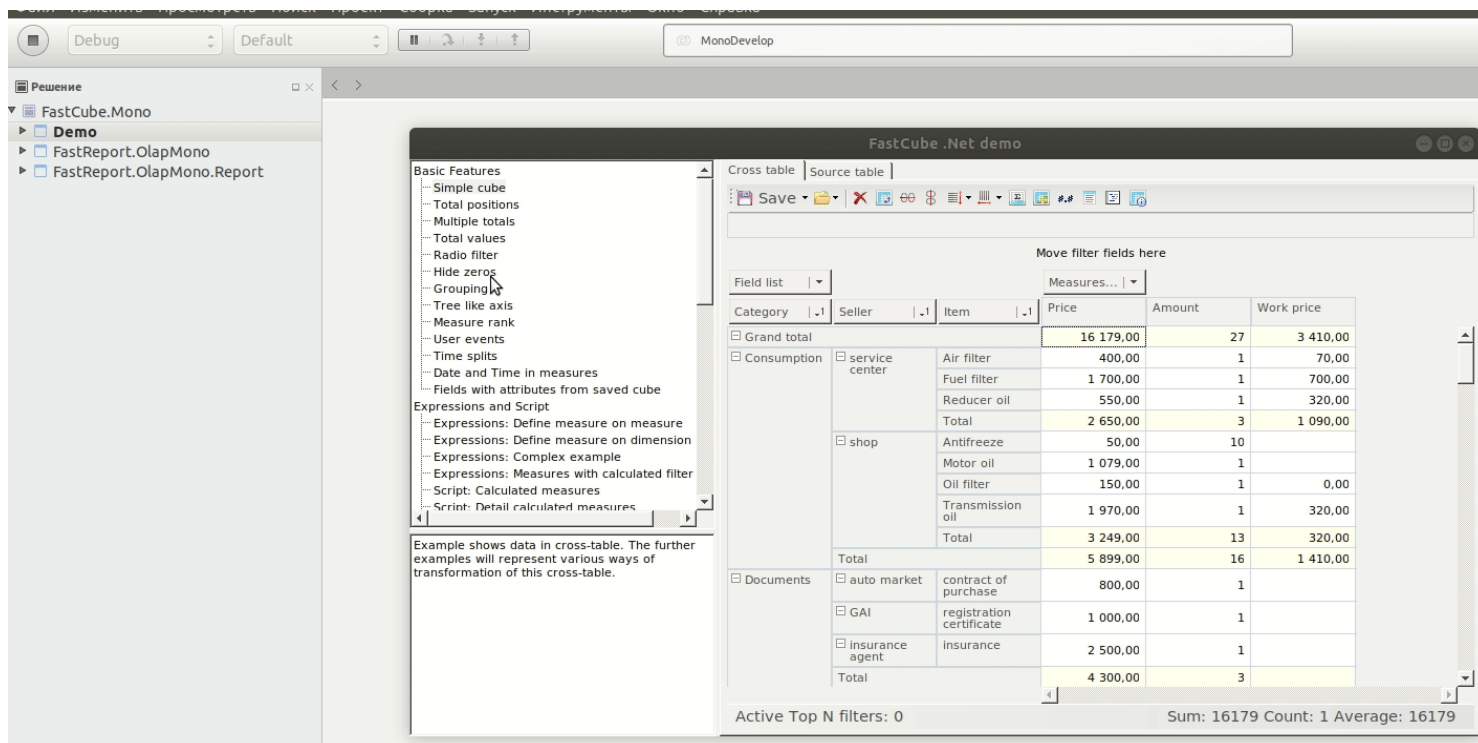 Debug
Default
MonoDevelop
Решение
FastCube.Mono
Demo
FastReport.OlapMono
FastReport.OlapMono.Report
FastCube .Net demo
Basic Features
Simple cube
Total positions
Multiple totals
Total values
Radio filter
Hide zeros
Grouping
Tree like axis
Measure rank
User events
Time splits
Date and Time in measures
Fields with attributes from saved cube
Expressions and Script
Expressions: Define measure on measure
Expressions: Define measure on dimension
Expressions: Complex example
Expressions: Measures with calculated filter
Script: Calculated measures
Script: Detail calculated measures
Example shows data in cross-table. The further
examples will represent various ways of
transformation of this cross-table.
Cross table Source table
Save
Move filter fields here
Field list Measures...
Category Seller Item Price Amount Work price
Grand total 16 179,00 27 3 410,00
Consumption service center Air filter 400,00 1 70,00
Fuel filter 1 700,00 1 700,00
Reducer oil 550,00 1 320,00
Total 2 650,00 3 1 090,00
shop Antifreeze 50,00 10
Motor oil 1 079,00 1
Oil filter 150,00 1 0,00
Transmission oil 1 970,00 1 320,00
Total 3 249,00 13 320,00
Total 5 899,00 16 1 410,00
Documents auto market contract of purchase 800,00 1
GAI registration certificate 1 000,00 1
insurance agent insurance 2 500,00 1
Total 4 300,00 3
Active Top N filters: 0 Sum: 16179 Count: 1 Average: 16179